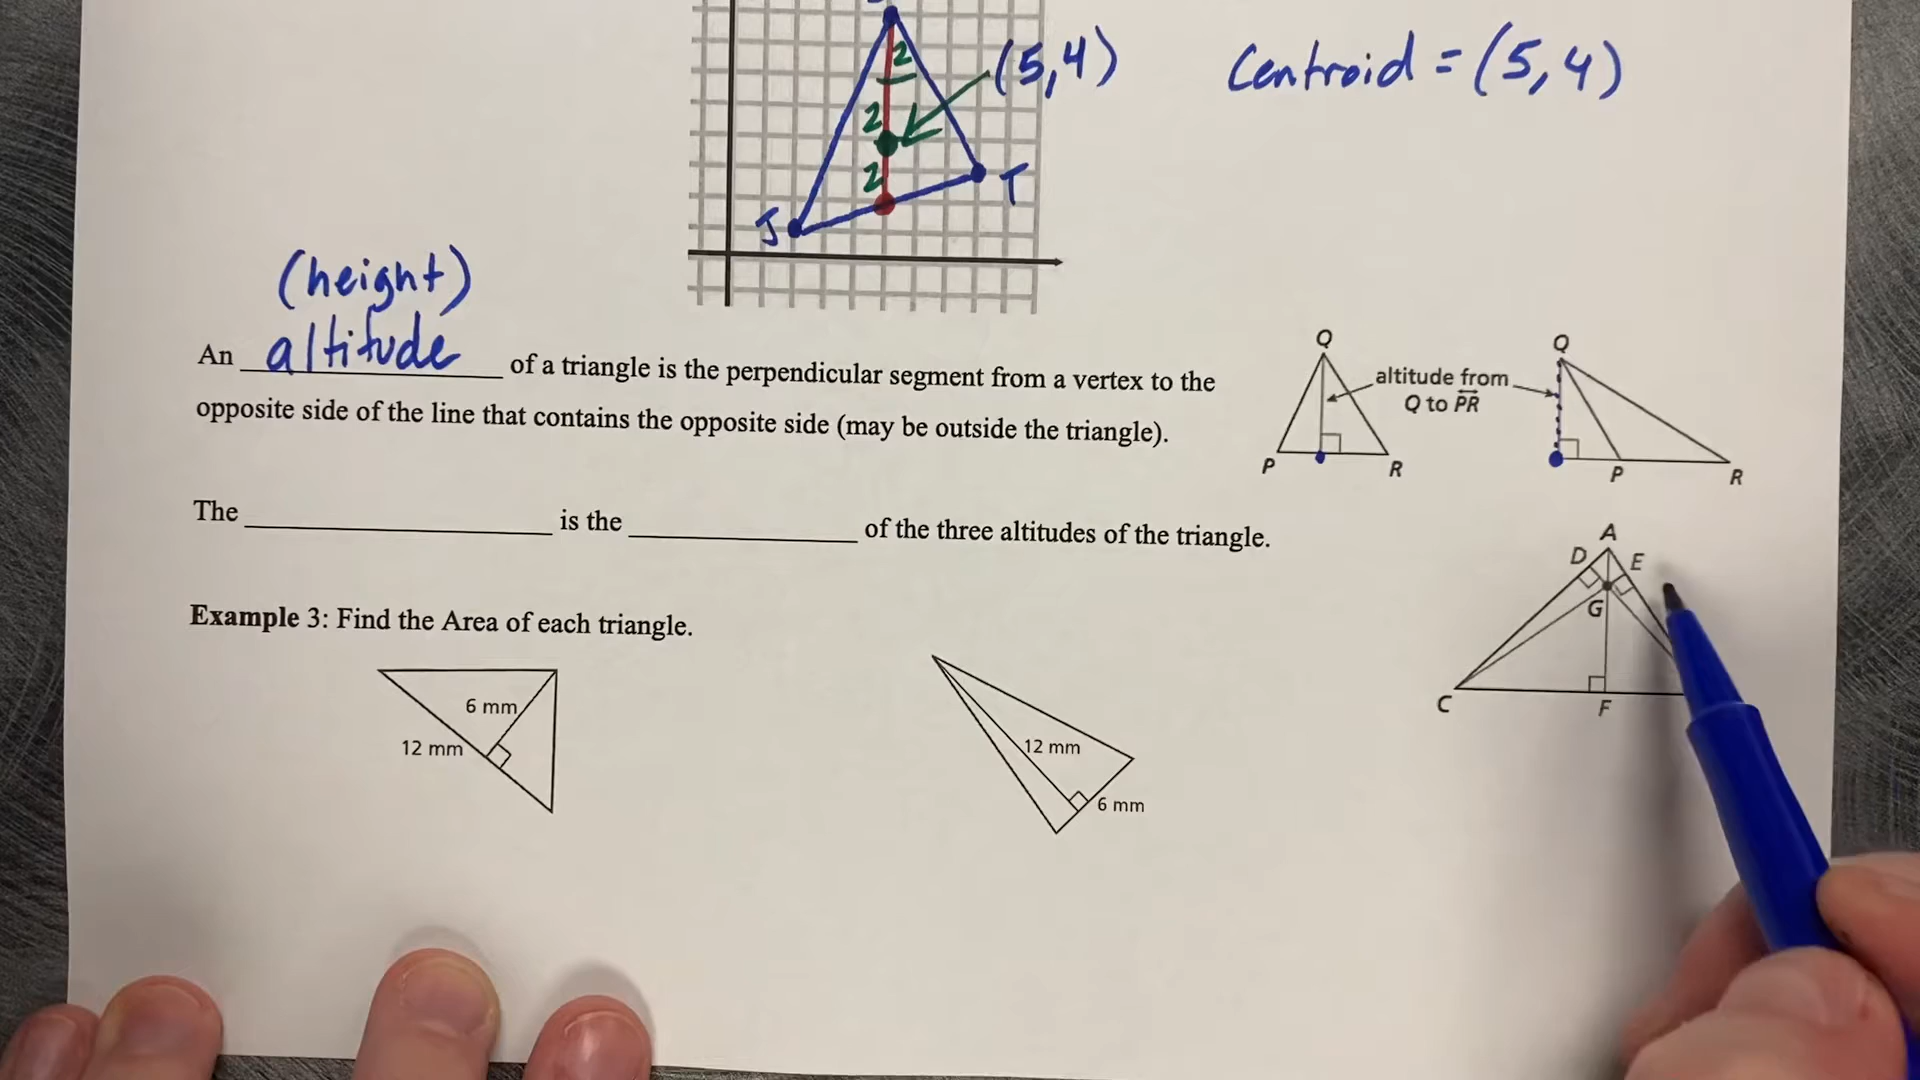 2
2
2
(5,4)
Centroid = (5,4)
J
T
(height)
An altitude of a triangle is the perpendicular segment from a vertex to the
opposite side of the line that contains the opposite side (may be outside the triangle).
Q
P
R
altitude from
Q to PR
Q
P
R
The ____________ is the ____________ of the three altitudes of the triangle.
A
D
E
G
C
F
Example 3: Find the Area of each triangle.
6 mm
12 mm
12 mm
6 mm